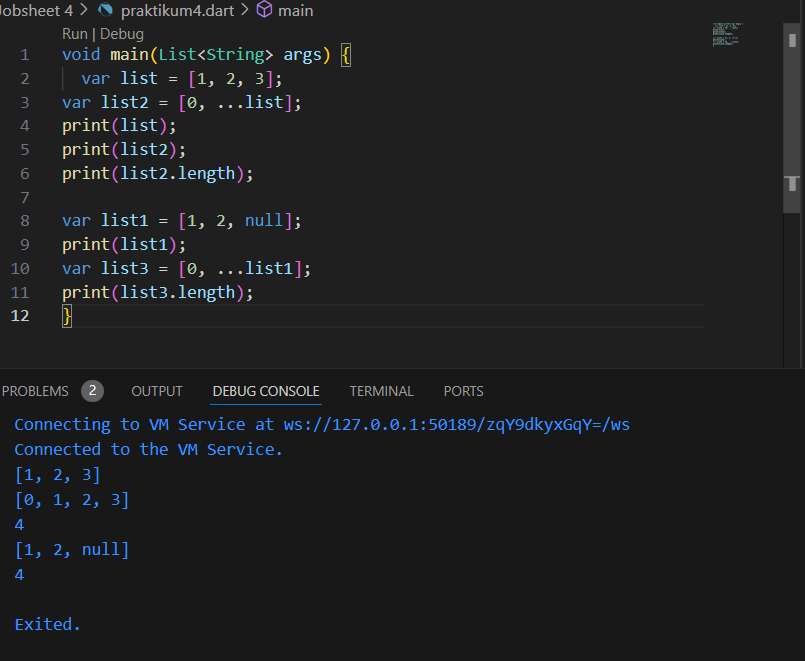 Jobsheet 4 > praktikum4.dart > main
Run | Debug
1 void main(List<String> args) {
2 var list = [1, 2, 3];
3 var list2 = [0, ...list];
4 print(list);
5 print(list2);
6 print(list2.length);
7
8 var list1 = [1, 2, null];
9 print(list1);
10 var list3 = [0, ...list1];
11 print(list3.length);
12 }
PROBLEMS 2 OUTPUT DEBUG CONSOLE TERMINAL PORTS
Connecting to VM Service at ws://127.0.0.1:50189/zqY9dkyxGqY=/ws
Connected to the VM Service.
[1, 2, 3]
[0, 1, 2, 3]
4
[1, 2, null]
4
Exited.